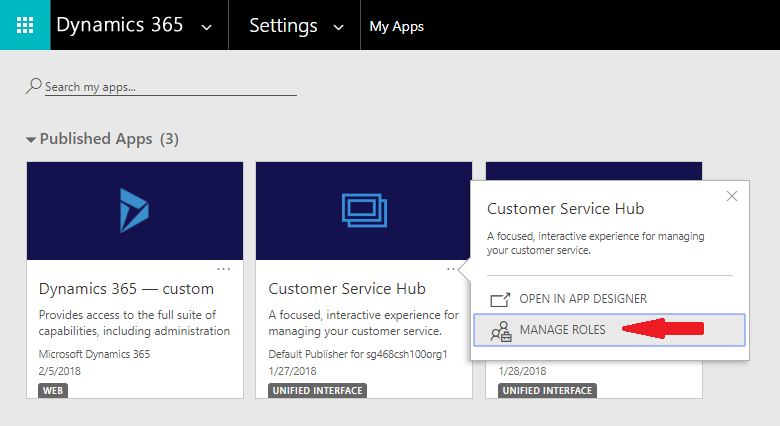 Dynamics 365
Settings
My Apps
Search my apps...
Published Apps (3)
Dynamics 365 — custom
Provides access to the full suite of
capabilities, including administration
Microsoft Dynamics 365
2/5/2018
WEB
Customer Service Hub
A focused, interactive experience for
managing your customer service.
Default Publisher for sg468csh100org1
1/27/2018
UNIFIED INTERFACE
Customer Service Hub
A focused, interactive experience for managing
your customer service.
OPEN IN APP DESIGNER
MANAGE ROLES
1/28/2018
UNIFIED INTERFACE